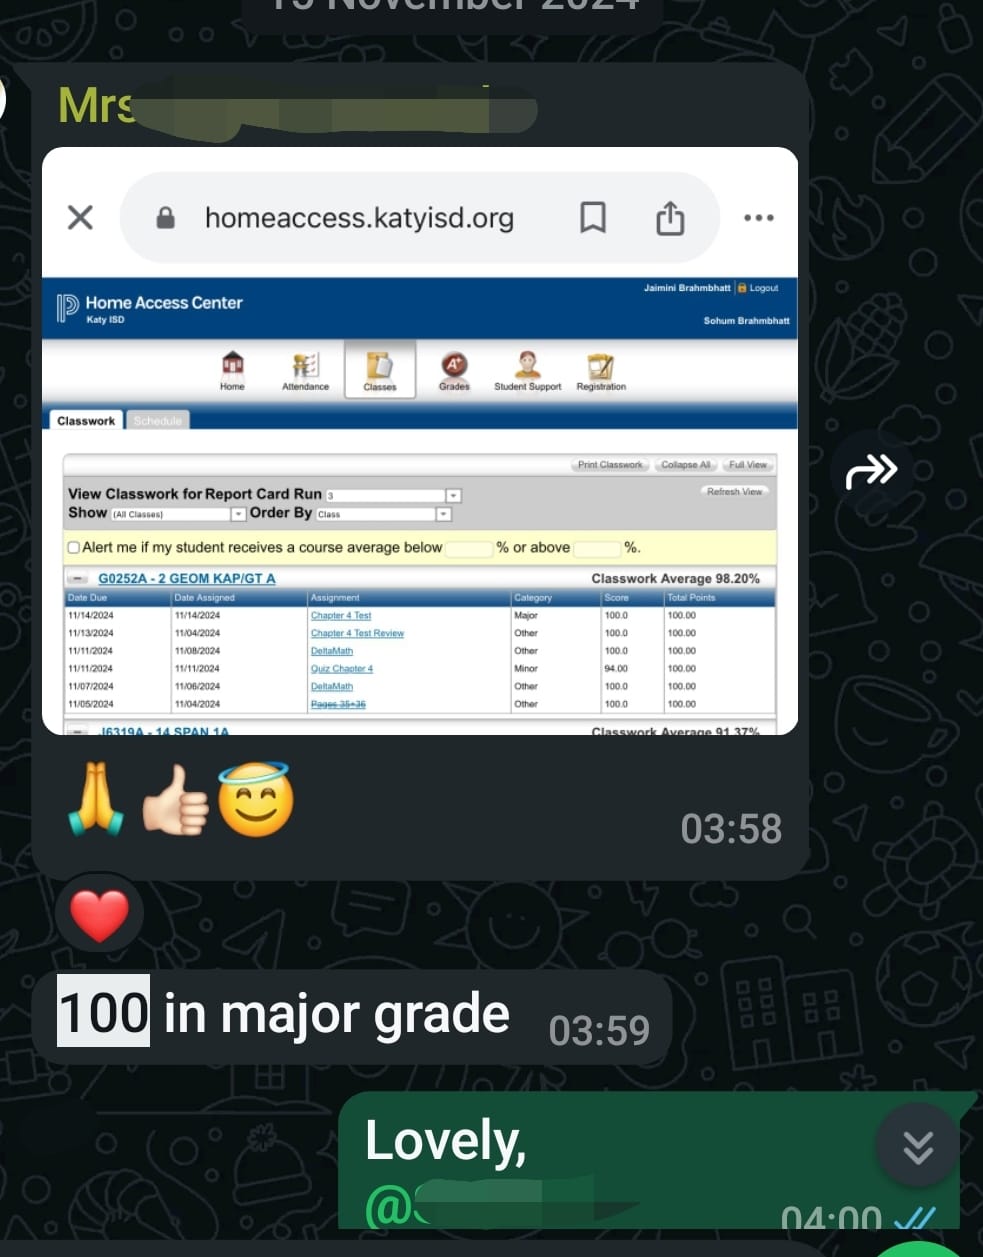 15 November 2024
Mrs
homeaccess.katyisd.org
Jaimini Brahmbhatt Logout
Home Access Center
Katy ISD
Sohum Brahmbhatt
Home Attendance Classes Grades Student Support Registration
Classwork Schedule
Print Classwork Collapse All Full View
View Classwork for Report Card Run 3
Refresh View
Show (All Classes) Order By Class
Alert me if my student receives a course average below % or above %.
G0252A - 2 GEOM KAP/GT A Classwork Average 98.20%
Date Due Date Assigned Assignment Category Score Total Points
11/14/2024 11/14/2024 Chapter 4 Test Major 100.0 100.00
11/13/2024 11/04/2024 Chapter 4 Test Review Other 100.0 100.00
11/11/2024 11/08/2024 DeltaMath Other 100.0 100.00
11/11/2024 11/11/2024 Quiz Chapter 4 Minor 94.00 100.00
11/07/2024 11/06/2024 DeltaMath Other 100.0 100.00
11/05/2024 11/04/2024 Pages 35-36 Other 100.0 100.00
J6319A - 14 SPAN 1A Classwork Average 91.37%
🙏👍🏻😇
03:58
❤️
100 in major grade 03:59
Lovely,
@
04:00